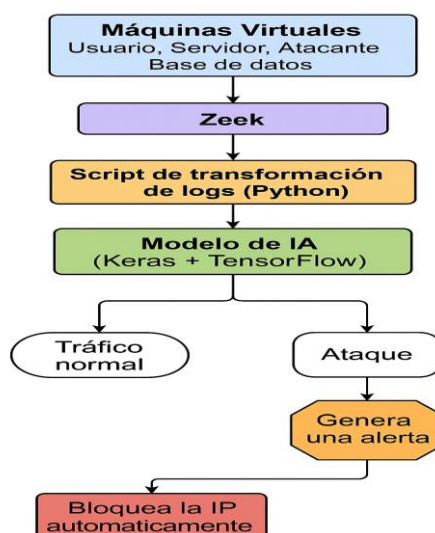 Máquinas Virtuales
Usuario, Servidor, Atacante
Base de datos
Zeek
Script de transformación
de logs (Python)
Modelo de IA
(Keras + TensorFlow)
Tráfico
normal
Ataque
Genera
una alerta
Bloquea la IP
automaticamente